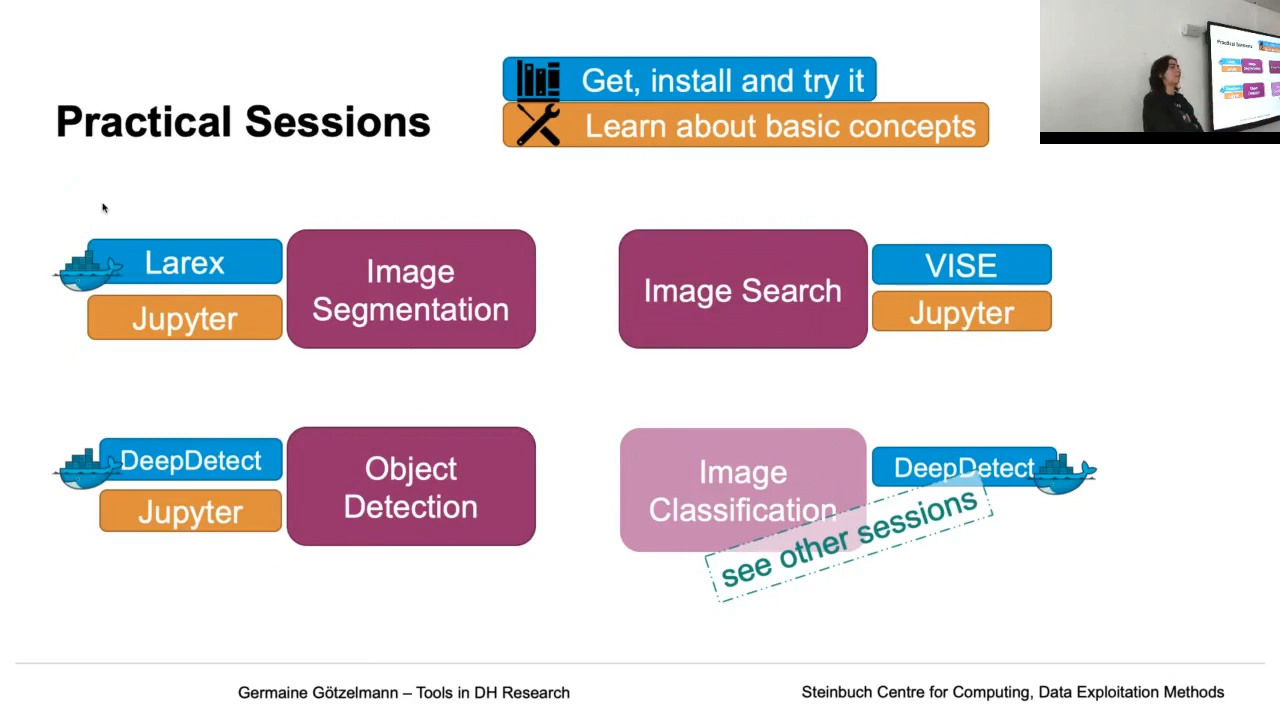 Get, install and try it
Practical Sessions
Learn about basic concepts
Larex
Jupyter
Image
Segmentation
Image Search
VISE
Jupyter
DeepDetect
Jupyter
Object
Detection
Image
Classification
DeepDetect
see other sessions
Germaine Götzelmann – Tools in DH Research
Steinbuch Centre for Computing, Data Exploitation Methods
Practical Sessions